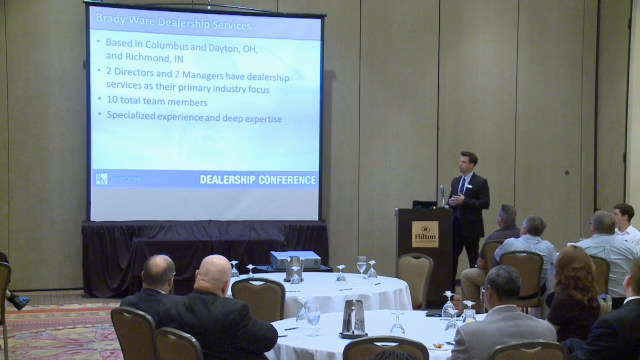 Brady Ware Dealership Services
• Based in Columbus and Dayton, OH,
and Richmond, IN
• 2 Directors and 2 Managers have dealership
services as their primary industry focus
• 10 total team members
• Specialized experience and deep expertise
DEALERSHIP CONFERENCE
Hilton